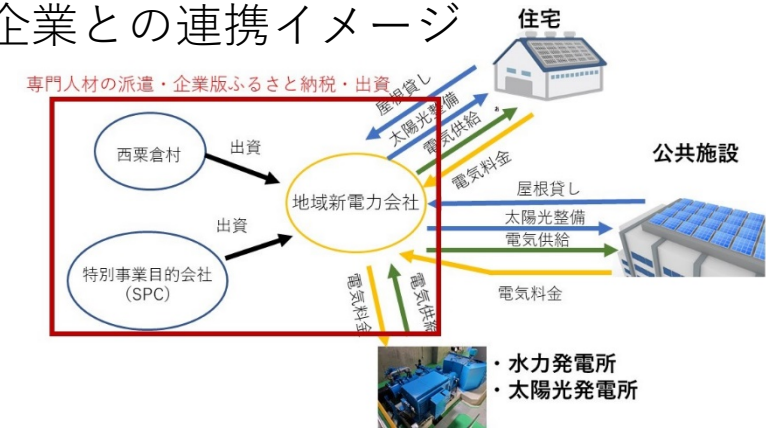 企業との連携イメージ
住宅
専門人材の派遣・企業版ふるさと納税・出資
屋根貸し
太陽光整備
電気供給
電気料金
西粟倉村
出資
地域新電力会社
公共施設
屋根貸し
太陽光整備
電気供給
電気料金
出資
特別事業目的会社
（SPC）
電気料金
電気供給
・水力発電所
・太陽光発電所